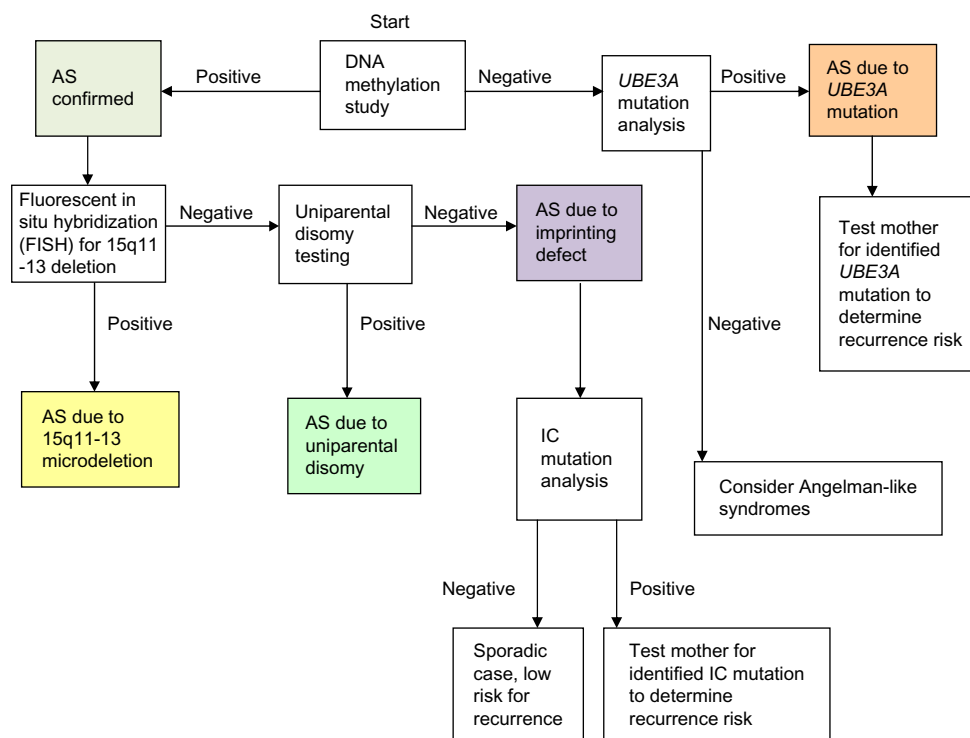 Start
AS
confirmed
Positive
DNA
methylation
study
Negative
UBE3A
mutation
analysis
Positive
AS due to
UBE3A
mutation
Fluorescent in
situ hybridization
(FISH) for 15q11
-13 deletion
Negative
Uniparental
disomy
testing
Negative
AS due to
imprinting
defect
Test mother
for identified
UBE3A
mutation to
determine
recurrence risk
Positive
Positive
Negative
AS due to
15q11-13
microdeletion
AS due to
uniparental
disomy
IC
mutation
analysis
Consider Angelman-like
syndromes
Negative
Positive
Sporadic
case, low
risk for
recurrence
Test mother for
identified IC mutation
to determine
recurrence risk